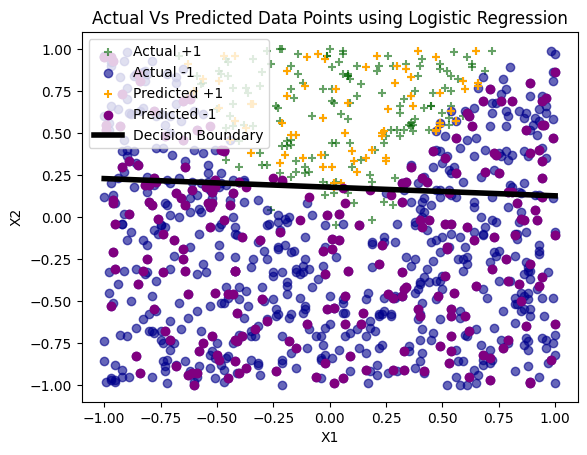 Actual Vs Predicted Data Points using Logistic Regression
Actual +1
Actual -1
Predicted +1
Predicted -1
Decision Boundary
1.00
0.75
0.50
0.25
0.00
−0.25
−0.50
−0.75
−1.00
X2
−1.00 −0.75 −0.50 −0.25 0.00 0.25 0.50 0.75 1.00
X1